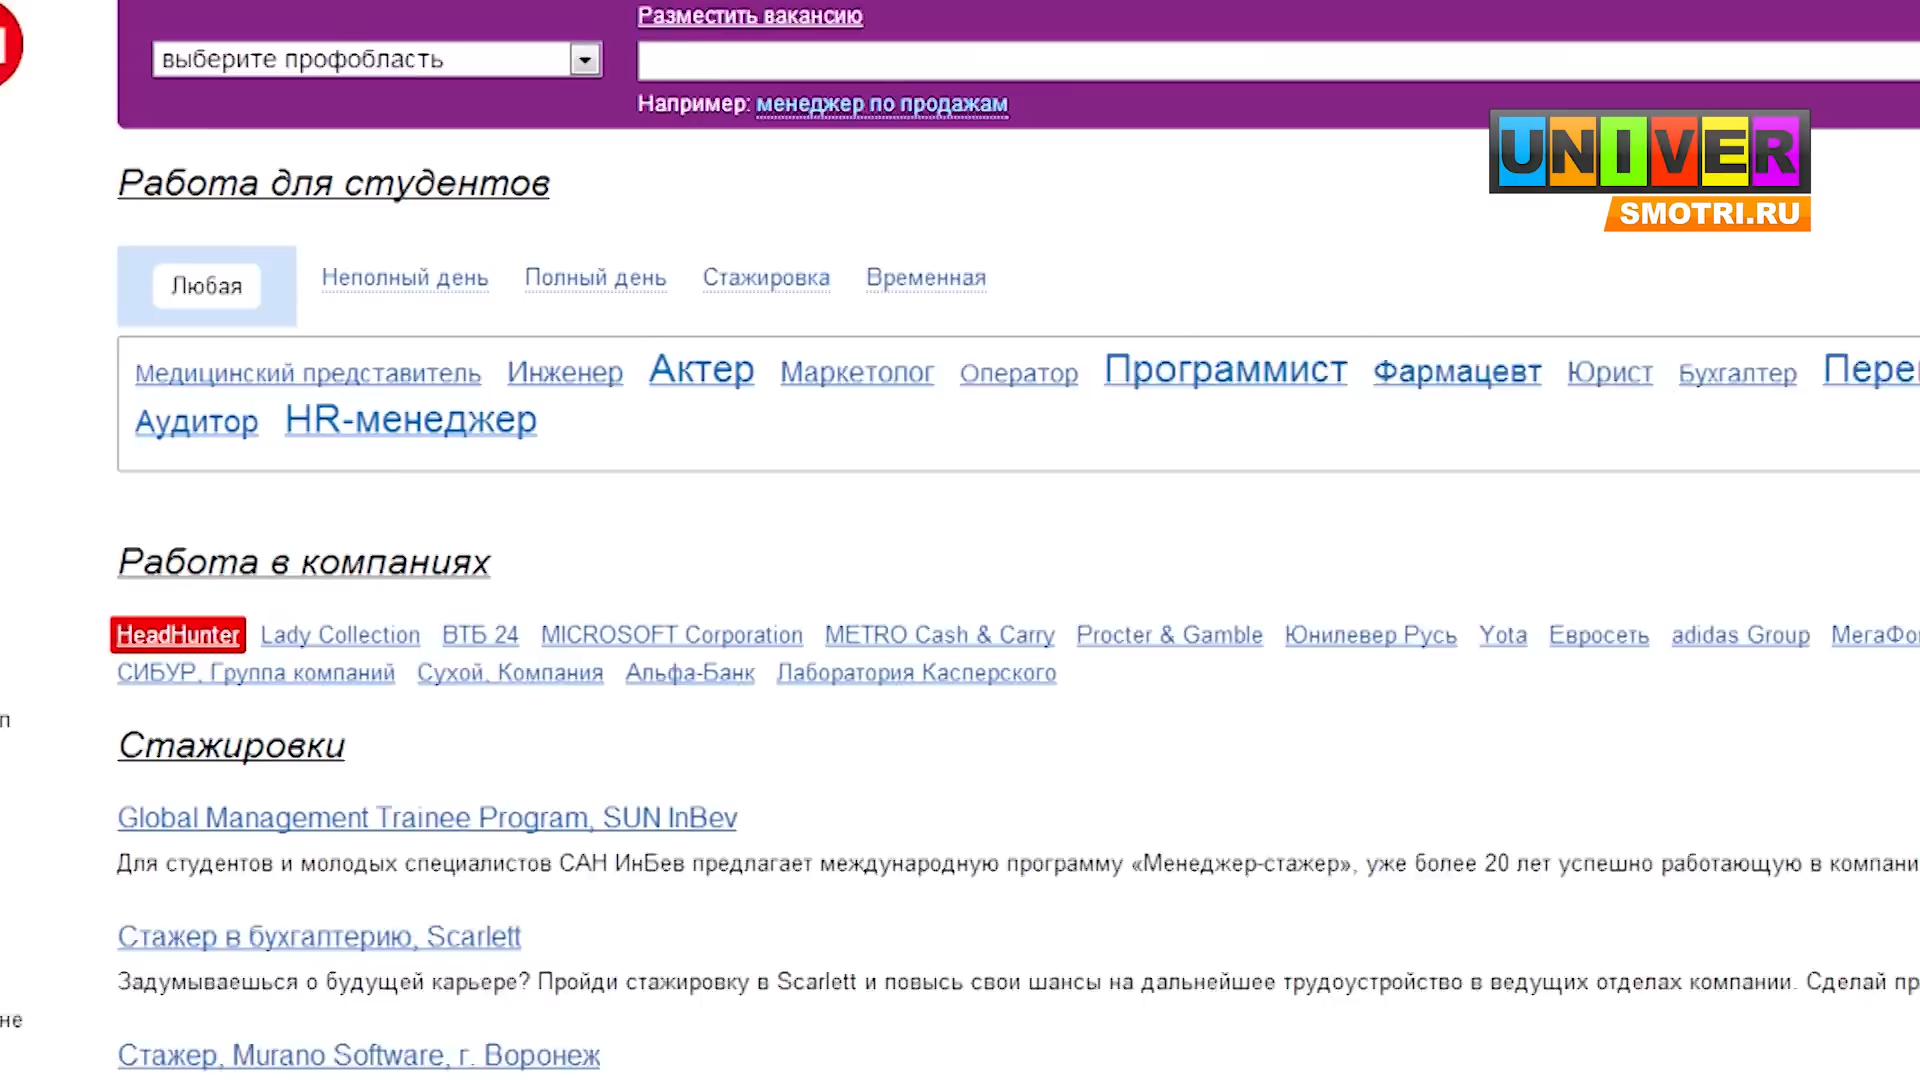 Разместить вакансию
выберите профобласть
Например: менеджер по продажам
UNIVER
SMOTRI.RU
Работа для студентов
Любая Неполный день Полный день Стажировка Временная
Медицинский представитель Инженер Актер Маркетолог Оператор Программист Фармацевт Юрист Бухгалтер
Аудитор HR-менеджер
Работа в компаниях
HeadHunter Lady Collection ВТБ 24 MICROSOFT Corporation METRO Cash & Carry Procter & Gamble Юнилевер Русь Yota Евросеть adidas Group
СИБУР, Группа компаний Сухой, Компания Альфа-Банк Лаборатория Касперского
Стажировки
Global Management Trainee Program, SUN InBev
Для студентов и молодых специалистов САН ИнБев предлагает международную программу «Менеджер-стажер», уже более 20 лет успешно работающую в
Стажер в бухгалтерию, Scarlett
Задумываешься о будущей карьере? Пройди стажировку в Scarlett и повысь свои шансы на дальнейшее трудоустройство в ведущих отделах компании. Сделай
Стажер, Murano Software, г. Воронеж